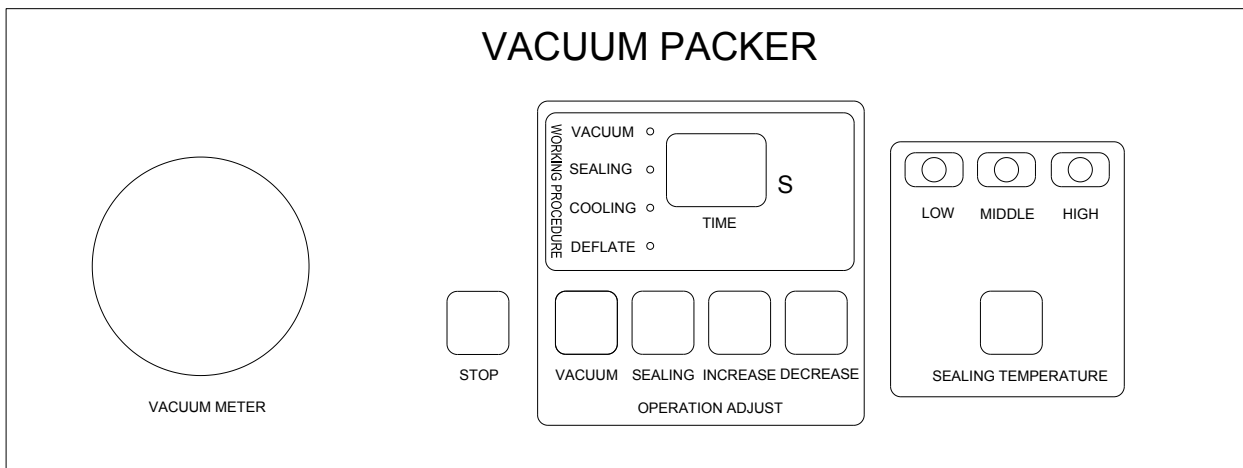 VACUUM PACKER
WORKING PROCEDURE
VACUUM
SEALING
COOLING
DEFLATE
S
TIME
LOW MIDDLE HIGH
STOP
VACUUM SEALING INCREASE DECREASE
OPERATION ADJUST
SEALING TEMPERATURE
VACUUM METER